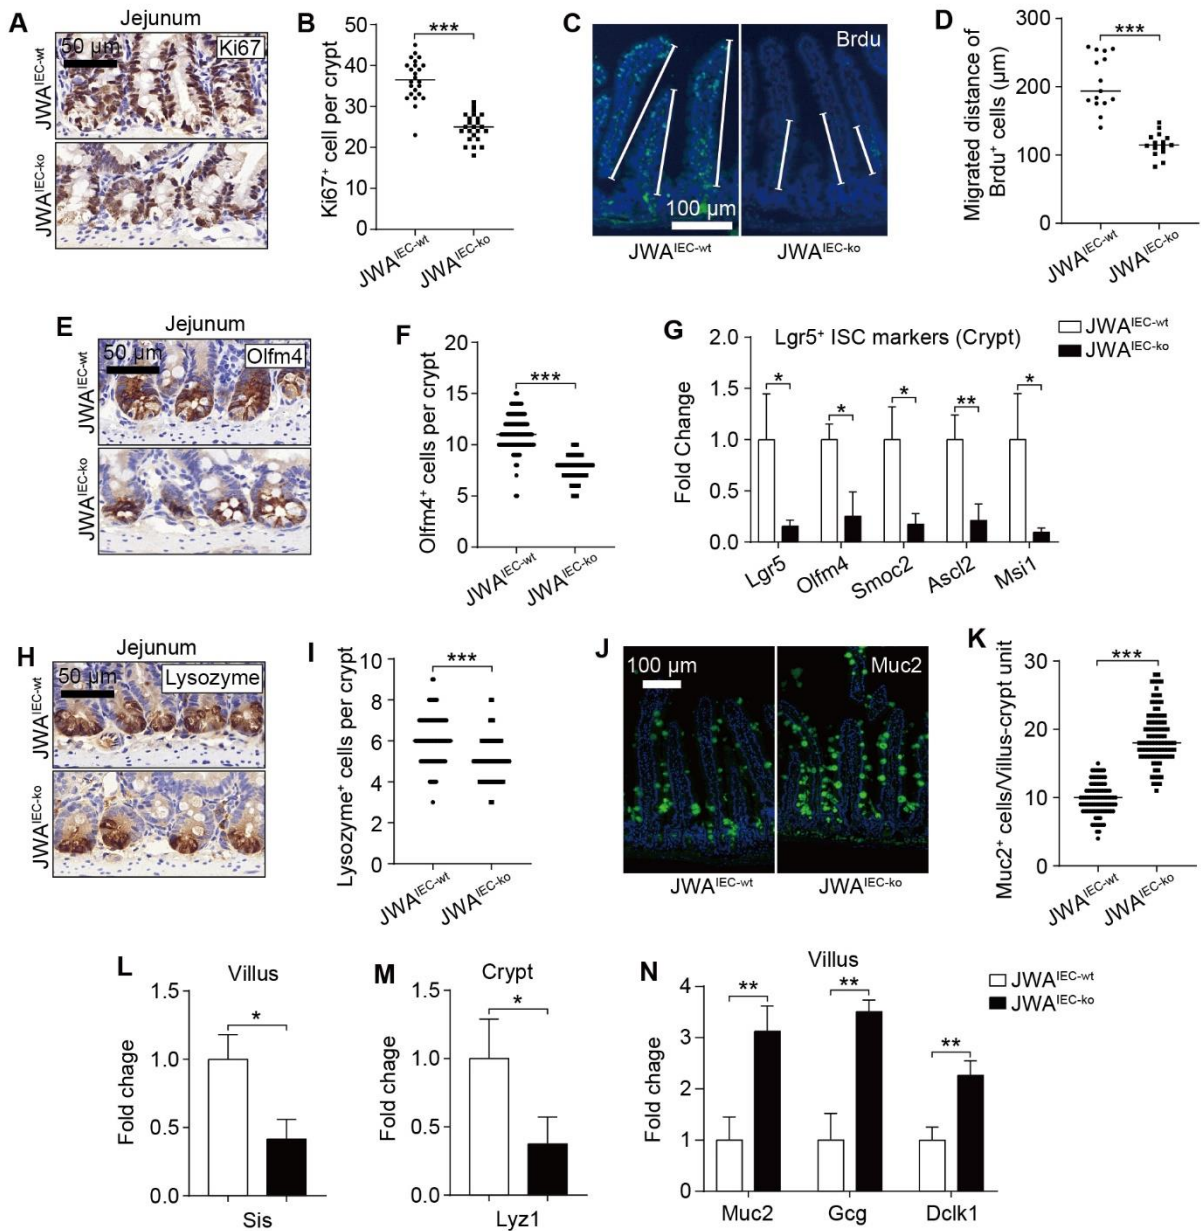 A
Jejunum
50 µm
Ki67
JWA^IEC-wt
JWA^IEC-ko
B
Ki67⁺ cell per crypt
50
40
30
20
10
0
***
JWA^IEC-wt
JWA^IEC-ko
C
Brdu
100 µm
JWA^IEC-wt
JWA^IEC-ko
D
Migrated distance of
Brdu⁺ cells (µm)
300
200
100
0
***
JWA^IEC-wt
JWA^IEC-ko
E
Jejunum
50 µm
Olfm4
JWA^IEC-wt
JWA^IEC-ko
F
Olfm4⁺ cells per crypt
20
15
10
5
0
***
JWA^IEC-wt
JWA^IEC-ko
G
Lgr5⁺ ISC markers (Crypt)
JWA^IEC-wt
JWA^IEC-ko
Fold Change
2.0
1.5
1.0
0.5
0.0
*
*
*
**
*
Lgr5
Olfm4
Smoc2
Ascl2
Msi1
H
Jejunum
50 µm
Lysozyme
JWA^IEC-wt
JWA^IEC-ko
I
Lysozyme⁺ cells per crypt
10
8
6
4
2
0
***
JWA^IEC-wt
JWA^IEC-ko
J
100 µm
Muc2
JWA^IEC-wt
JWA^IEC-ko
K
Muc2⁺ cells/Villus-crypt unit
30
20
10
0
***
JWA^IEC-wt
JWA^IEC-ko
L
Villus
Fold chage
1.5
1.0
0.5
0.0
*
Sis
M
Crypt
Fold chage
1.5
1.0
0.5
0.0
*
Lyz1
N
Villus
JWA^IEC-wt
JWA^IEC-ko
Fold chage
4
3
2
1
0
**
**
**
Muc2
Gcg
Dclk1